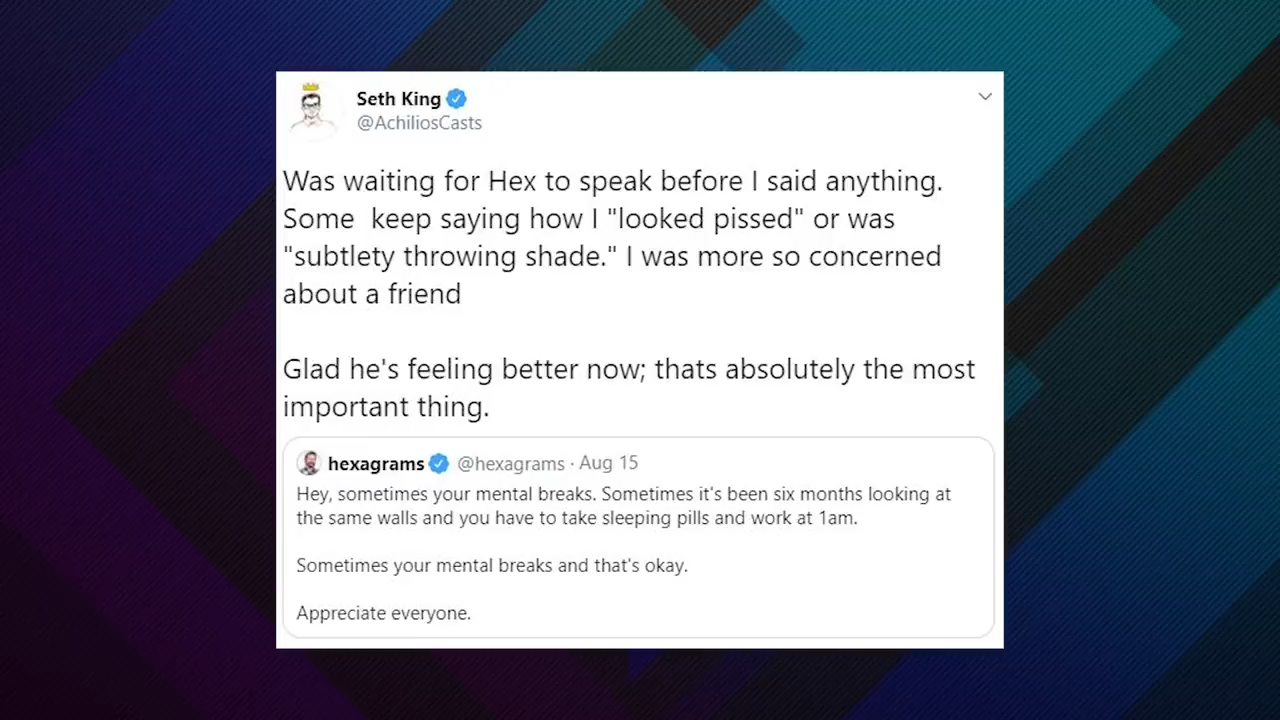 Seth King
@AchiliosCasts
Was waiting for Hex to speak before I said anything.
Some  keep saying how I "looked pissed" or was
"subtlety throwing shade." I was more so concerned
about a friend
Glad he's feeling better now; thats absolutely the most
important thing.
hexagrams @hexagrams · Aug 15
Hey, sometimes your mental breaks. Sometimes it's been six months looking at
the same walls and you have to take sleeping pills and work at 1am.
Sometimes your mental breaks and that's okay.
Appreciate everyone.